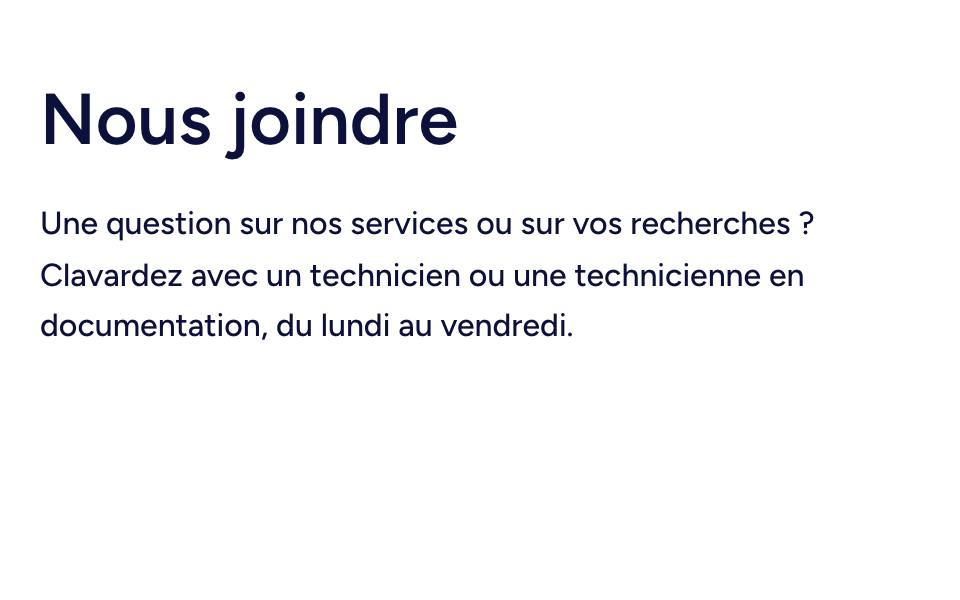 Nous joindre
Une question sur nos services ou sur vos recherches ?
Clavardez avec un technicien ou une technicienne en
documentation, du lundi au vendredi.